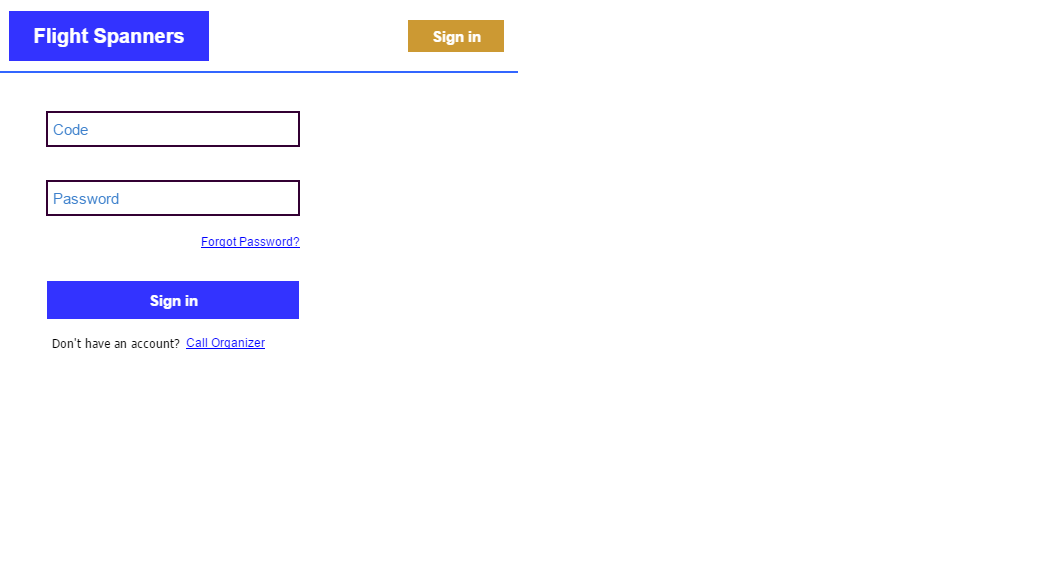 Flight Spanners
Sign in
Code
Password
Forgot Password?
Sign in
Don't have an account? Call Organizer